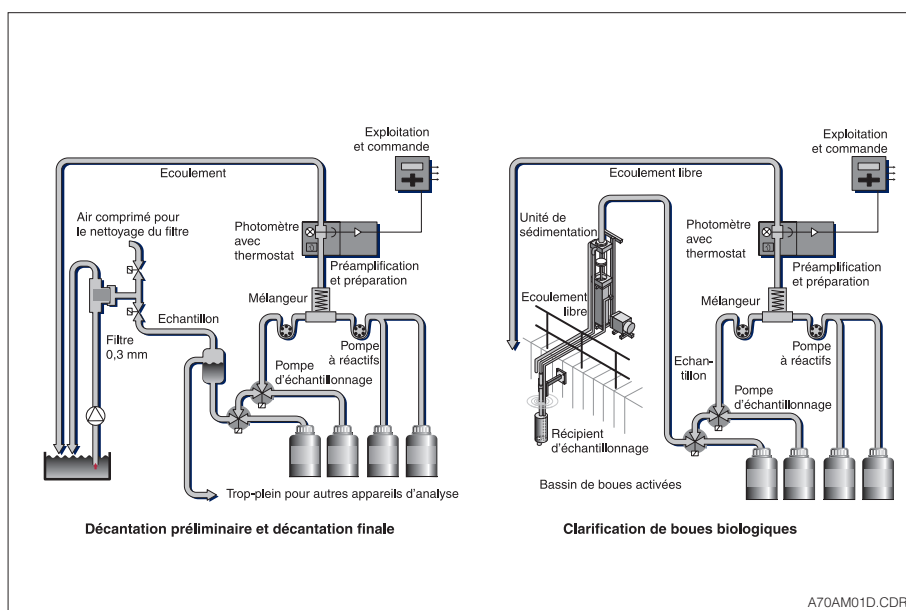 Exploitation
et commande
Ecoulement
Air comprimé pour
le nettoyage du filtre
Photomètre
avec
thermostat
Préamplification
et préparation
Mélangeur
Echantillon
Filtre
0,3 mm
Pompe
à réactifs
Pompe
d'échantillonnage
Trop-plein pour autres appareils d'analyse
Décantation préliminaire et décantation finale
Exploitation
et commande
Ecoulement libre
Unité de
sédimentation
Photomètre
avec
thermostat
Préamplification
et préparation
Ecoulement
libre
Mélangeur
Echan-
tillon
Pompe
à réactifs
Pompe
d'échantillonnage
Récipient
d'échantillonnage
Bassin de boues activées
Clarification de boues biologiques
A70AM01D.CDR